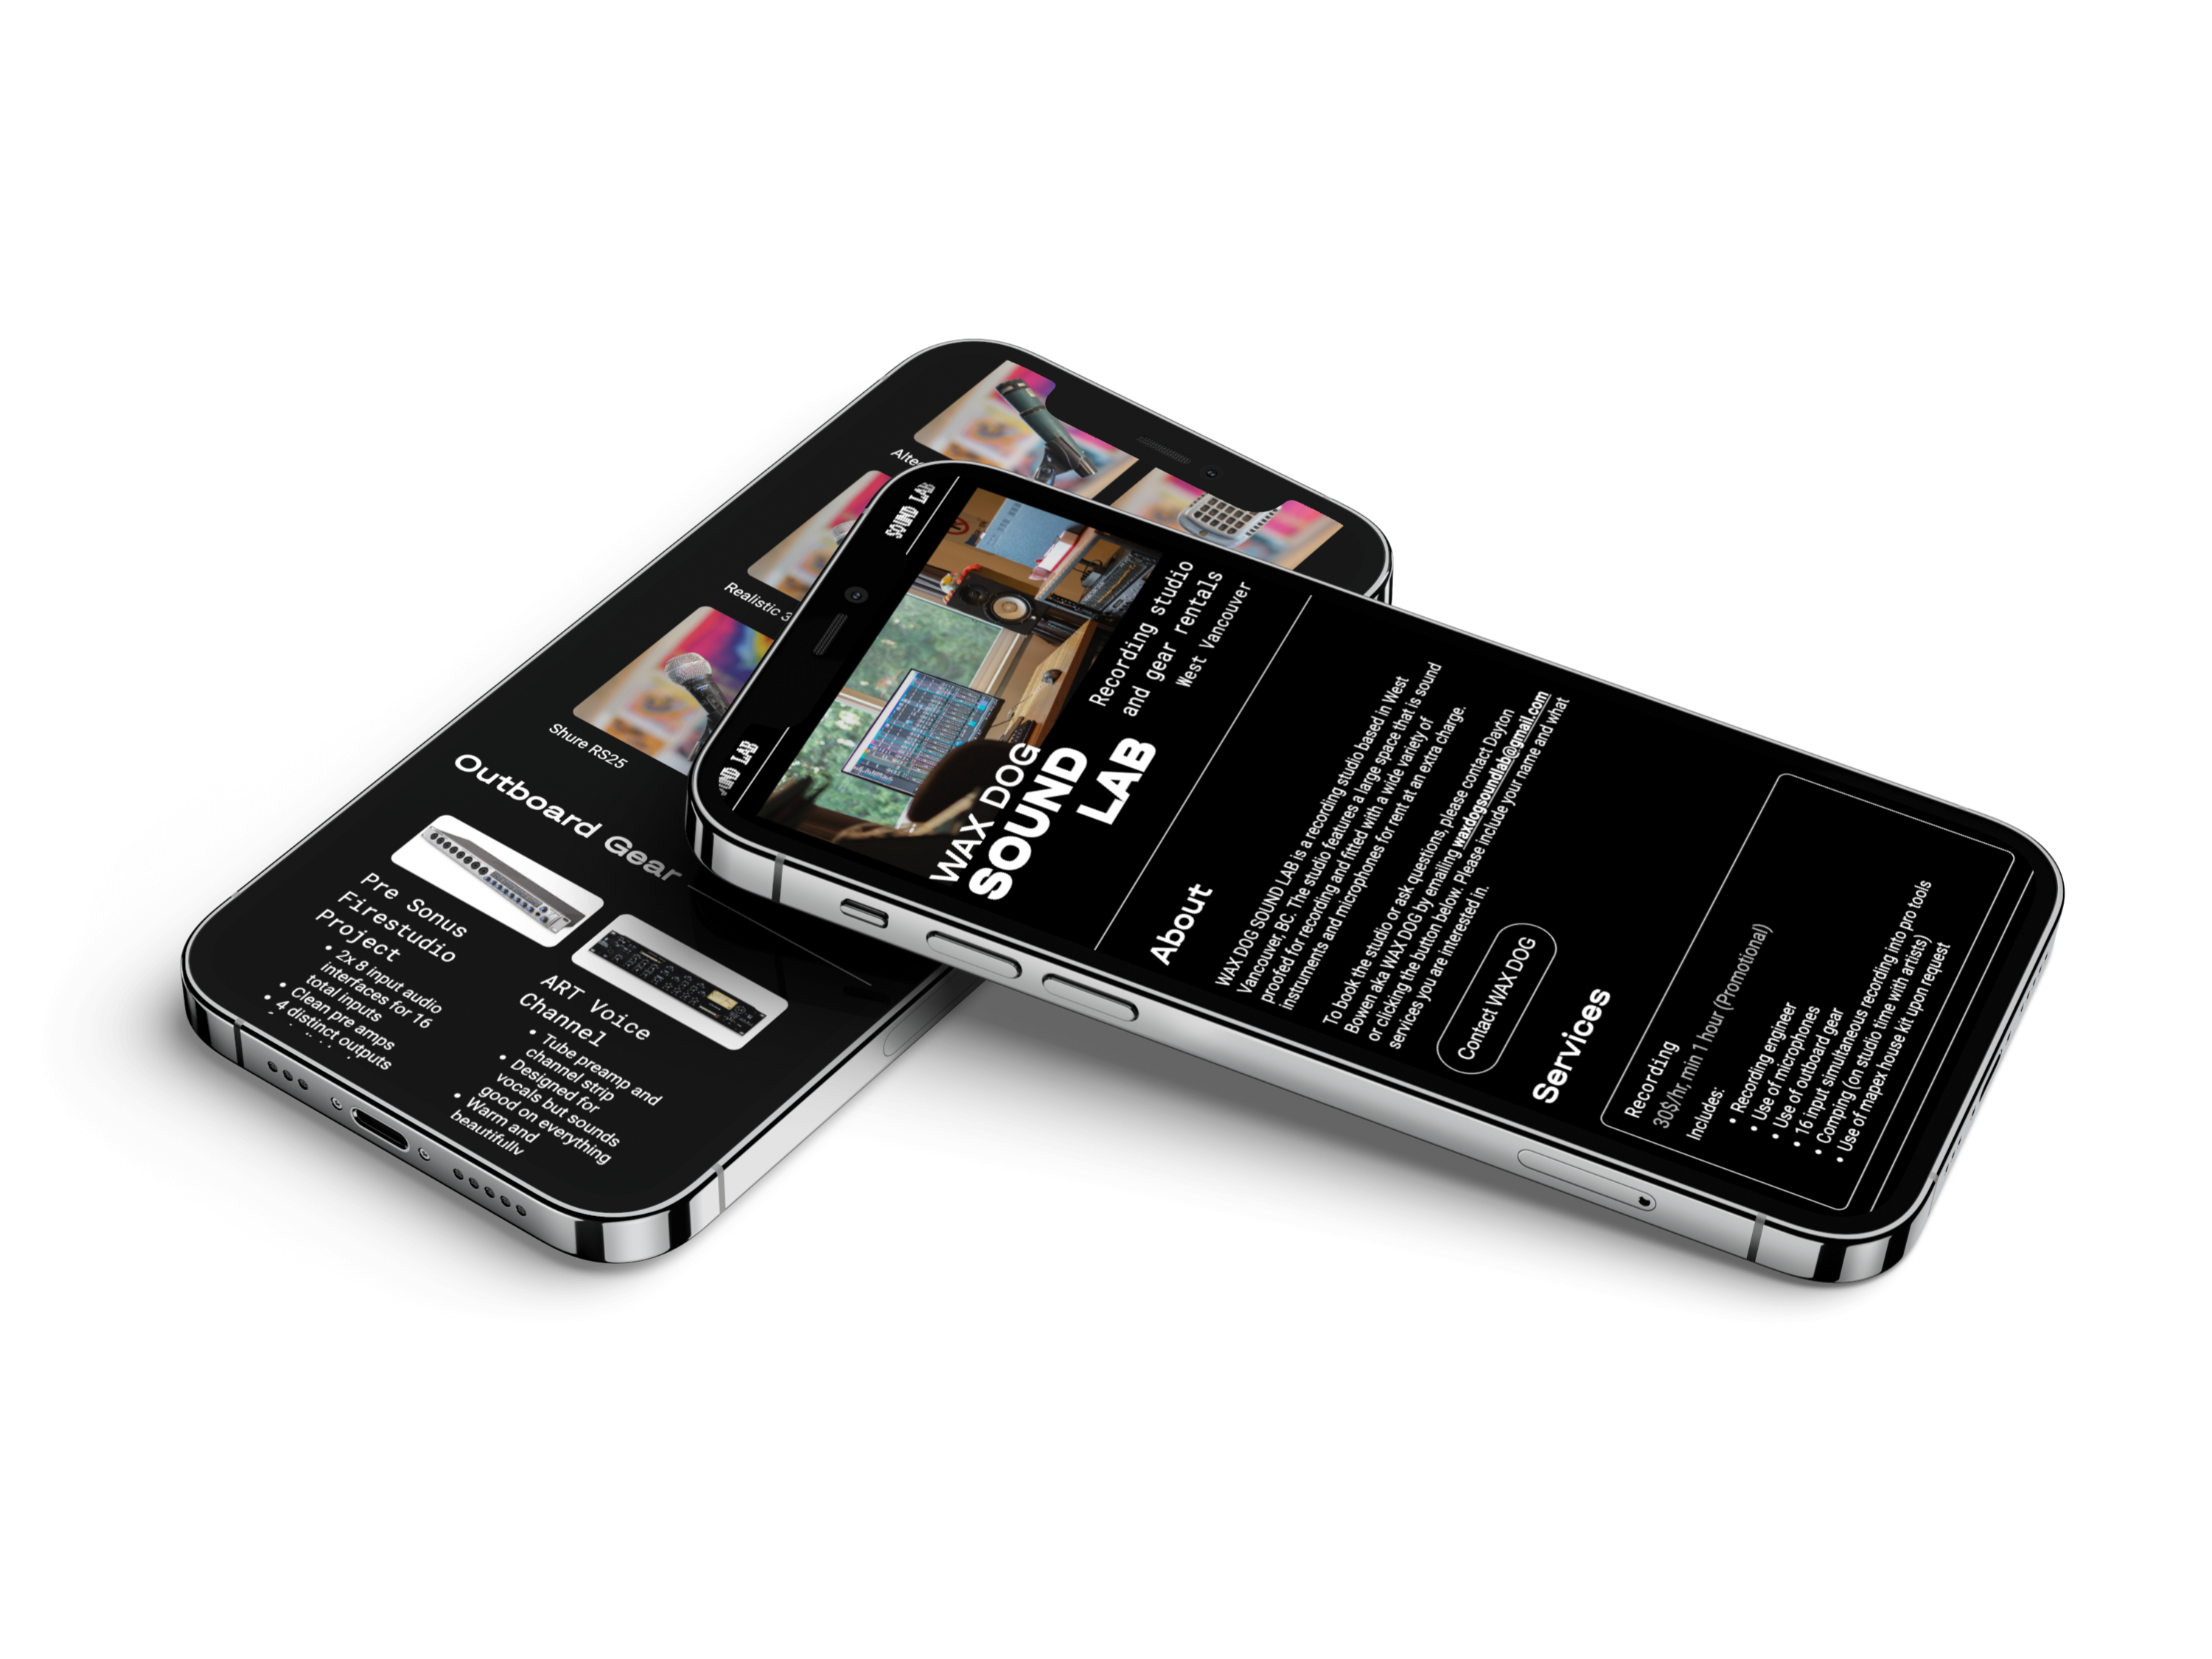 SOUND LAB
SOUND LAB
WAX DOG
SOUND
LAB
Recording studio
and gear rentals
West Vancouver
About
WAX DOG SOUND LAB is a recording studio based in West
Vancouver, BC. The studio features a large space that is sound
proofed for recording and fitted with a wide variety of
instruments and microphones for rent at an extra charge.
To book the studio or ask questions, please contact Dayton
Bowen aka WAX DOG by emailing waxdogsoundlab@gmail.com
or clicking the button below. Please include your name and what
services you are interested in.
Contact WAX DOG
Services
Recording
30$/hr, min 1 hour (Promotional)
Includes:
• Recording engineer
• Use of microphones
• Use of outboard gear
• 16 input simultaneous recording into pro tools
• Comping (on studio time with artists)
• Use of mapex house kit upon request
Realistic 3
Shure RS25
Outboard Gear
Pre Sonus
Firestudio
Project
• 2x 8 input audio
interfaces for 16
total inputs
• Clean pre amps
• 4 distinct outputs
ART Voice
Channel
• Tube preamp and
channel strip
• Designed for
vocals but sounds
good on everything
• Warm and
beautifully